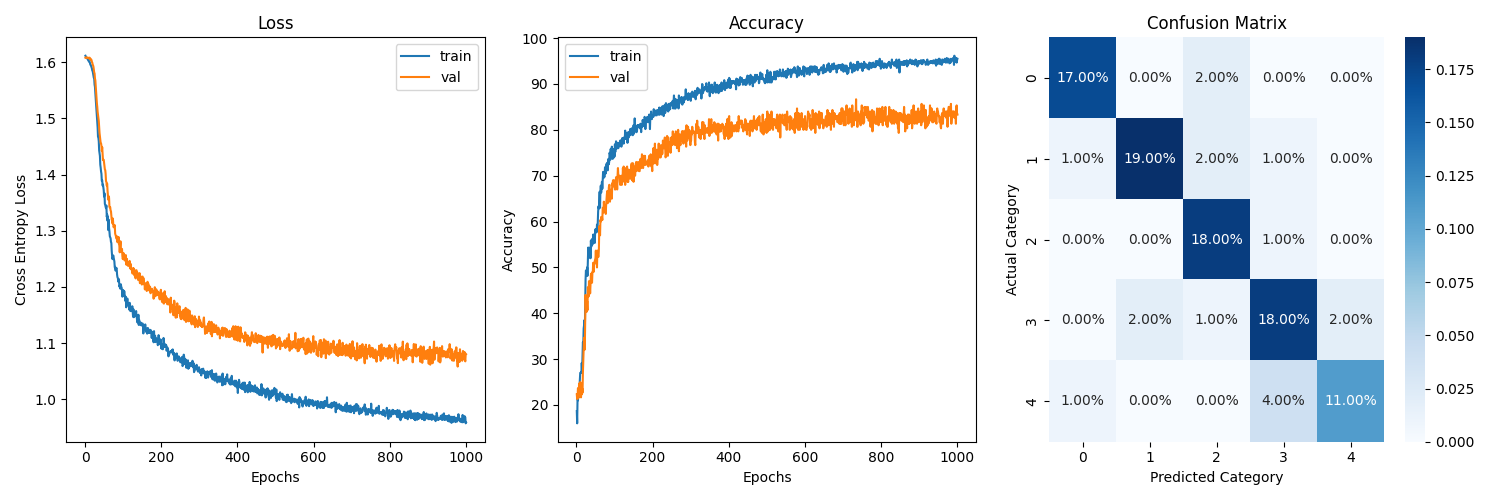 Loss
train
val
1.6
1.5
1.4
1.3
1.2
1.1
1.0
Cross Entropy Loss
0 200 400 600 800 1000
Epochs
Accuracy
train
val
100
90
80
70
60
50
40
30
20
Accuracy
0 200 400 600 800 1000
Epochs
Confusion Matrix
Actual Category
0 17.00% 0.00% 2.00% 0.00% 0.00%
1 1.00% 19.00% 2.00% 1.00% 0.00%
2 0.00% 0.00% 18.00% 1.00% 0.00%
3 0.00% 2.00% 1.00% 18.00% 2.00%
4 1.00% 0.00% 0.00% 4.00% 11.00%
0 1 2 3 4
Predicted Category
0.175
0.150
0.125
0.100
0.075
0.050
0.025
0.000